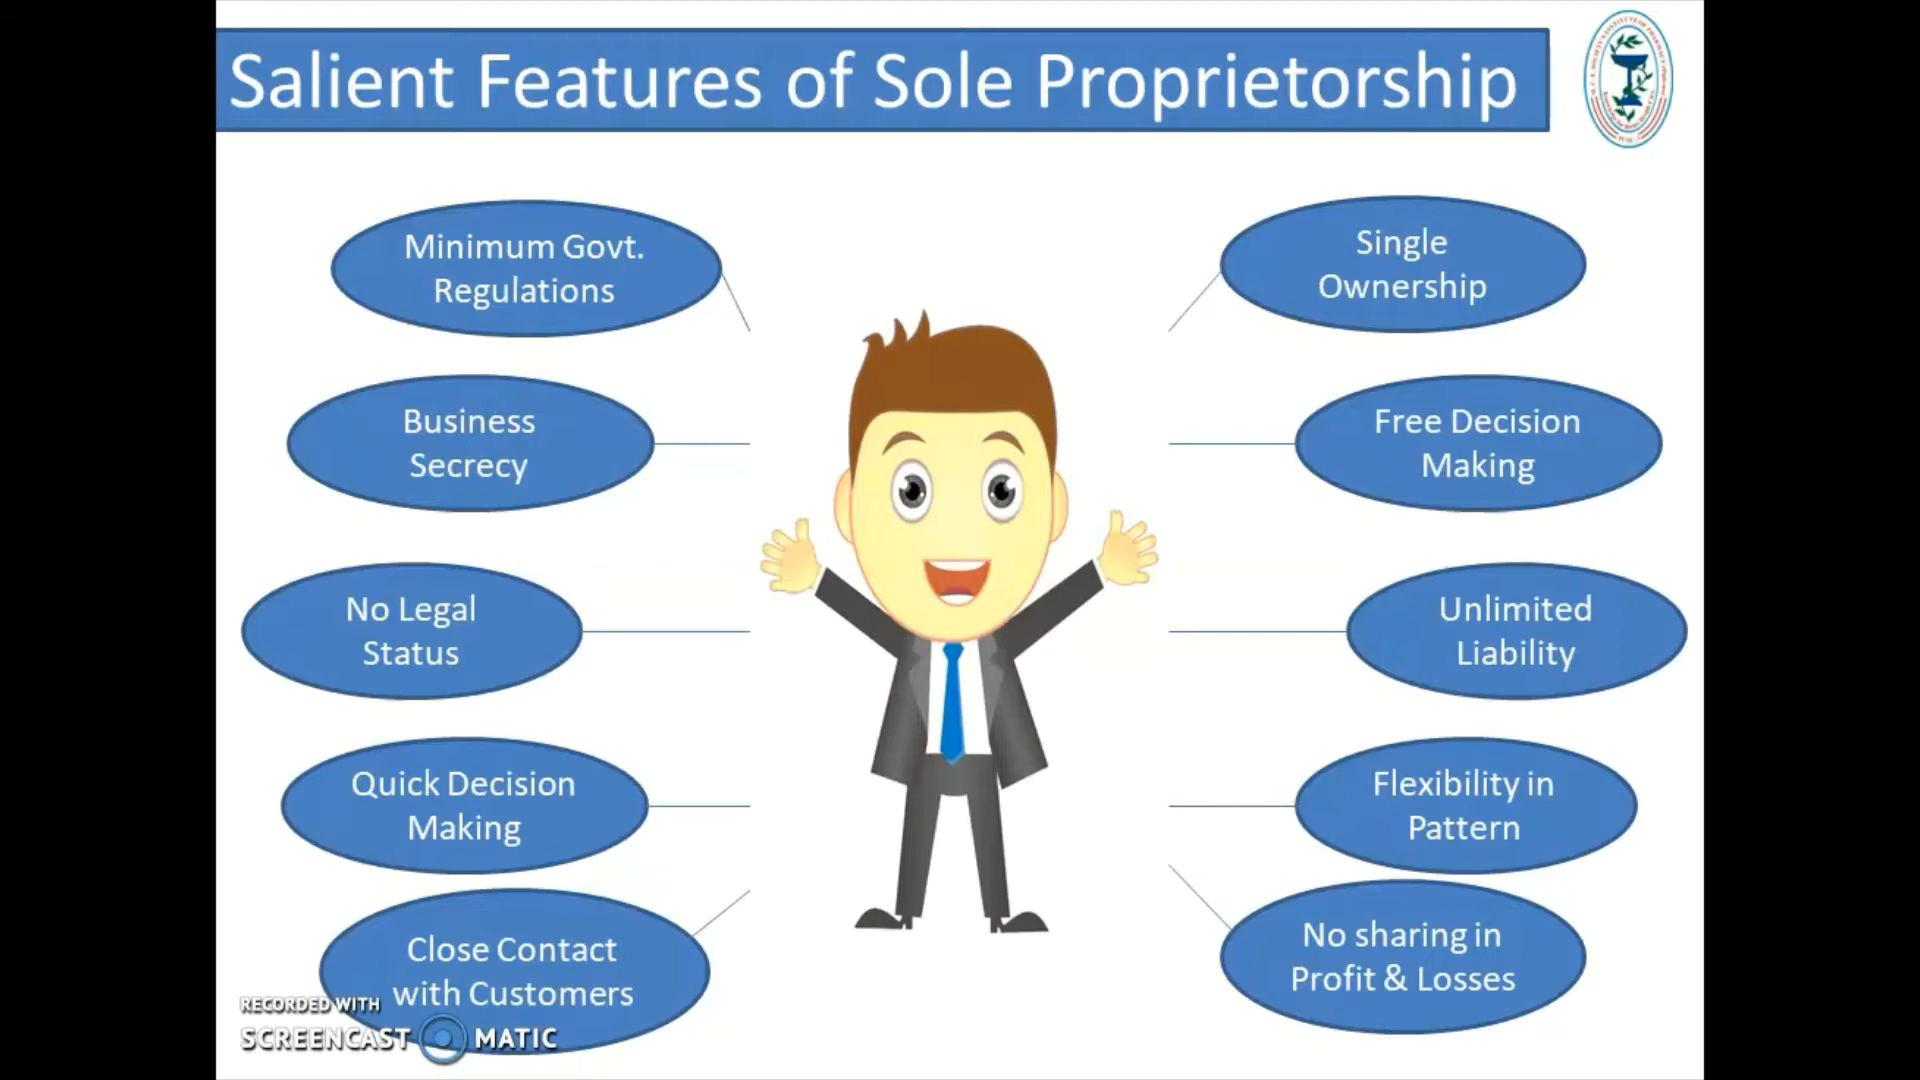 Salient Features of Sole Proprietorship
Minimum Govt.
Regulations
Business
Secrecy
No Legal
Status
Quick Decision
Making
Close Contact
with Customers
Single
Ownership
Free Decision
Making
Unlimited
Liability
Flexibility in
Pattern
No sharing in
Profit & Losses
RECORDED WITH
SCREENCAST MATIC